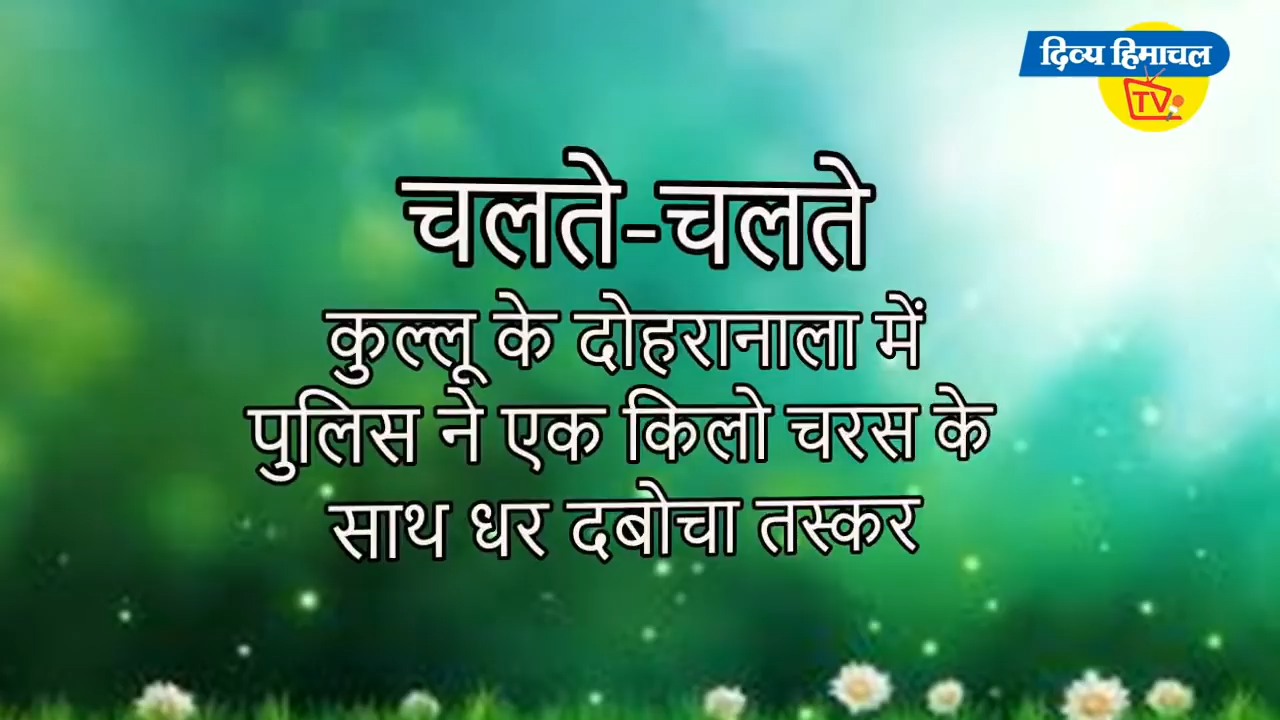 दिव्य हिमाचल
TV
चलते-चलते
कुल्लू के दोहरानाला में
पुलिस ने एक किलो चरस के
साथ धर दबोचा तस्कर